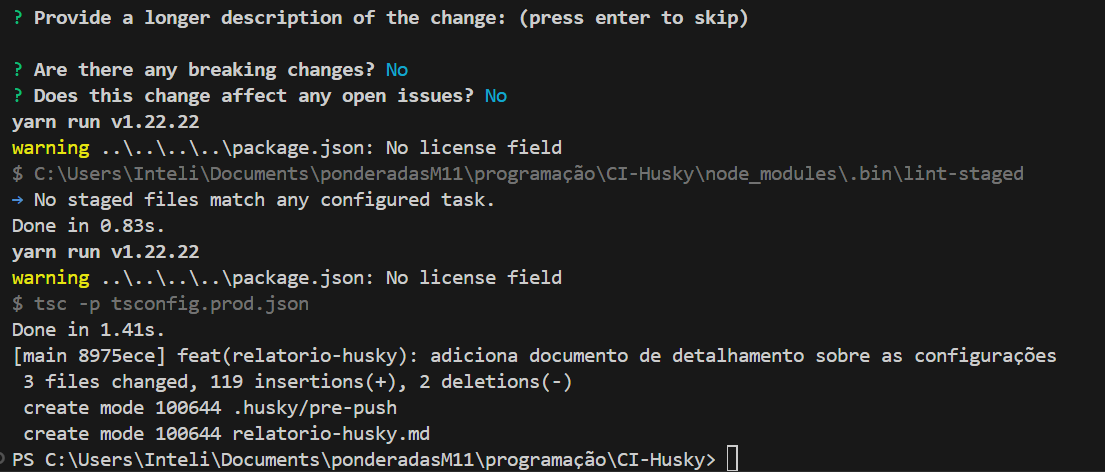 ? Provide a longer description of the change: (press enter to skip)
? Are there any breaking changes? No
? Does this change affect any open issues? No
yarn run v1.22.22
warning ..\..\..\..\package.json: No license field
$ C:\Users\Inteli\Documents\ponderadasM11\programação\CI-Husky\node_modules\.bin\lint-staged
→ No staged files match any configured task.
Done in 0.83s.
yarn run v1.22.22
warning ..\..\..\..\package.json: No license field
$ tsc -p tsconfig.prod.json
Done in 1.41s.
[main 8975ece] feat(relatorio-husky): adiciona documento de detalhamento sobre as configurações
 3 files changed, 119 insertions(+), 2 deletions(-)
 create mode 100644 .husky/pre-push
 create mode 100644 relatorio-husky.md
PS C:\Users\Inteli\Documents\ponderadasM11\programação\CI-Husky>